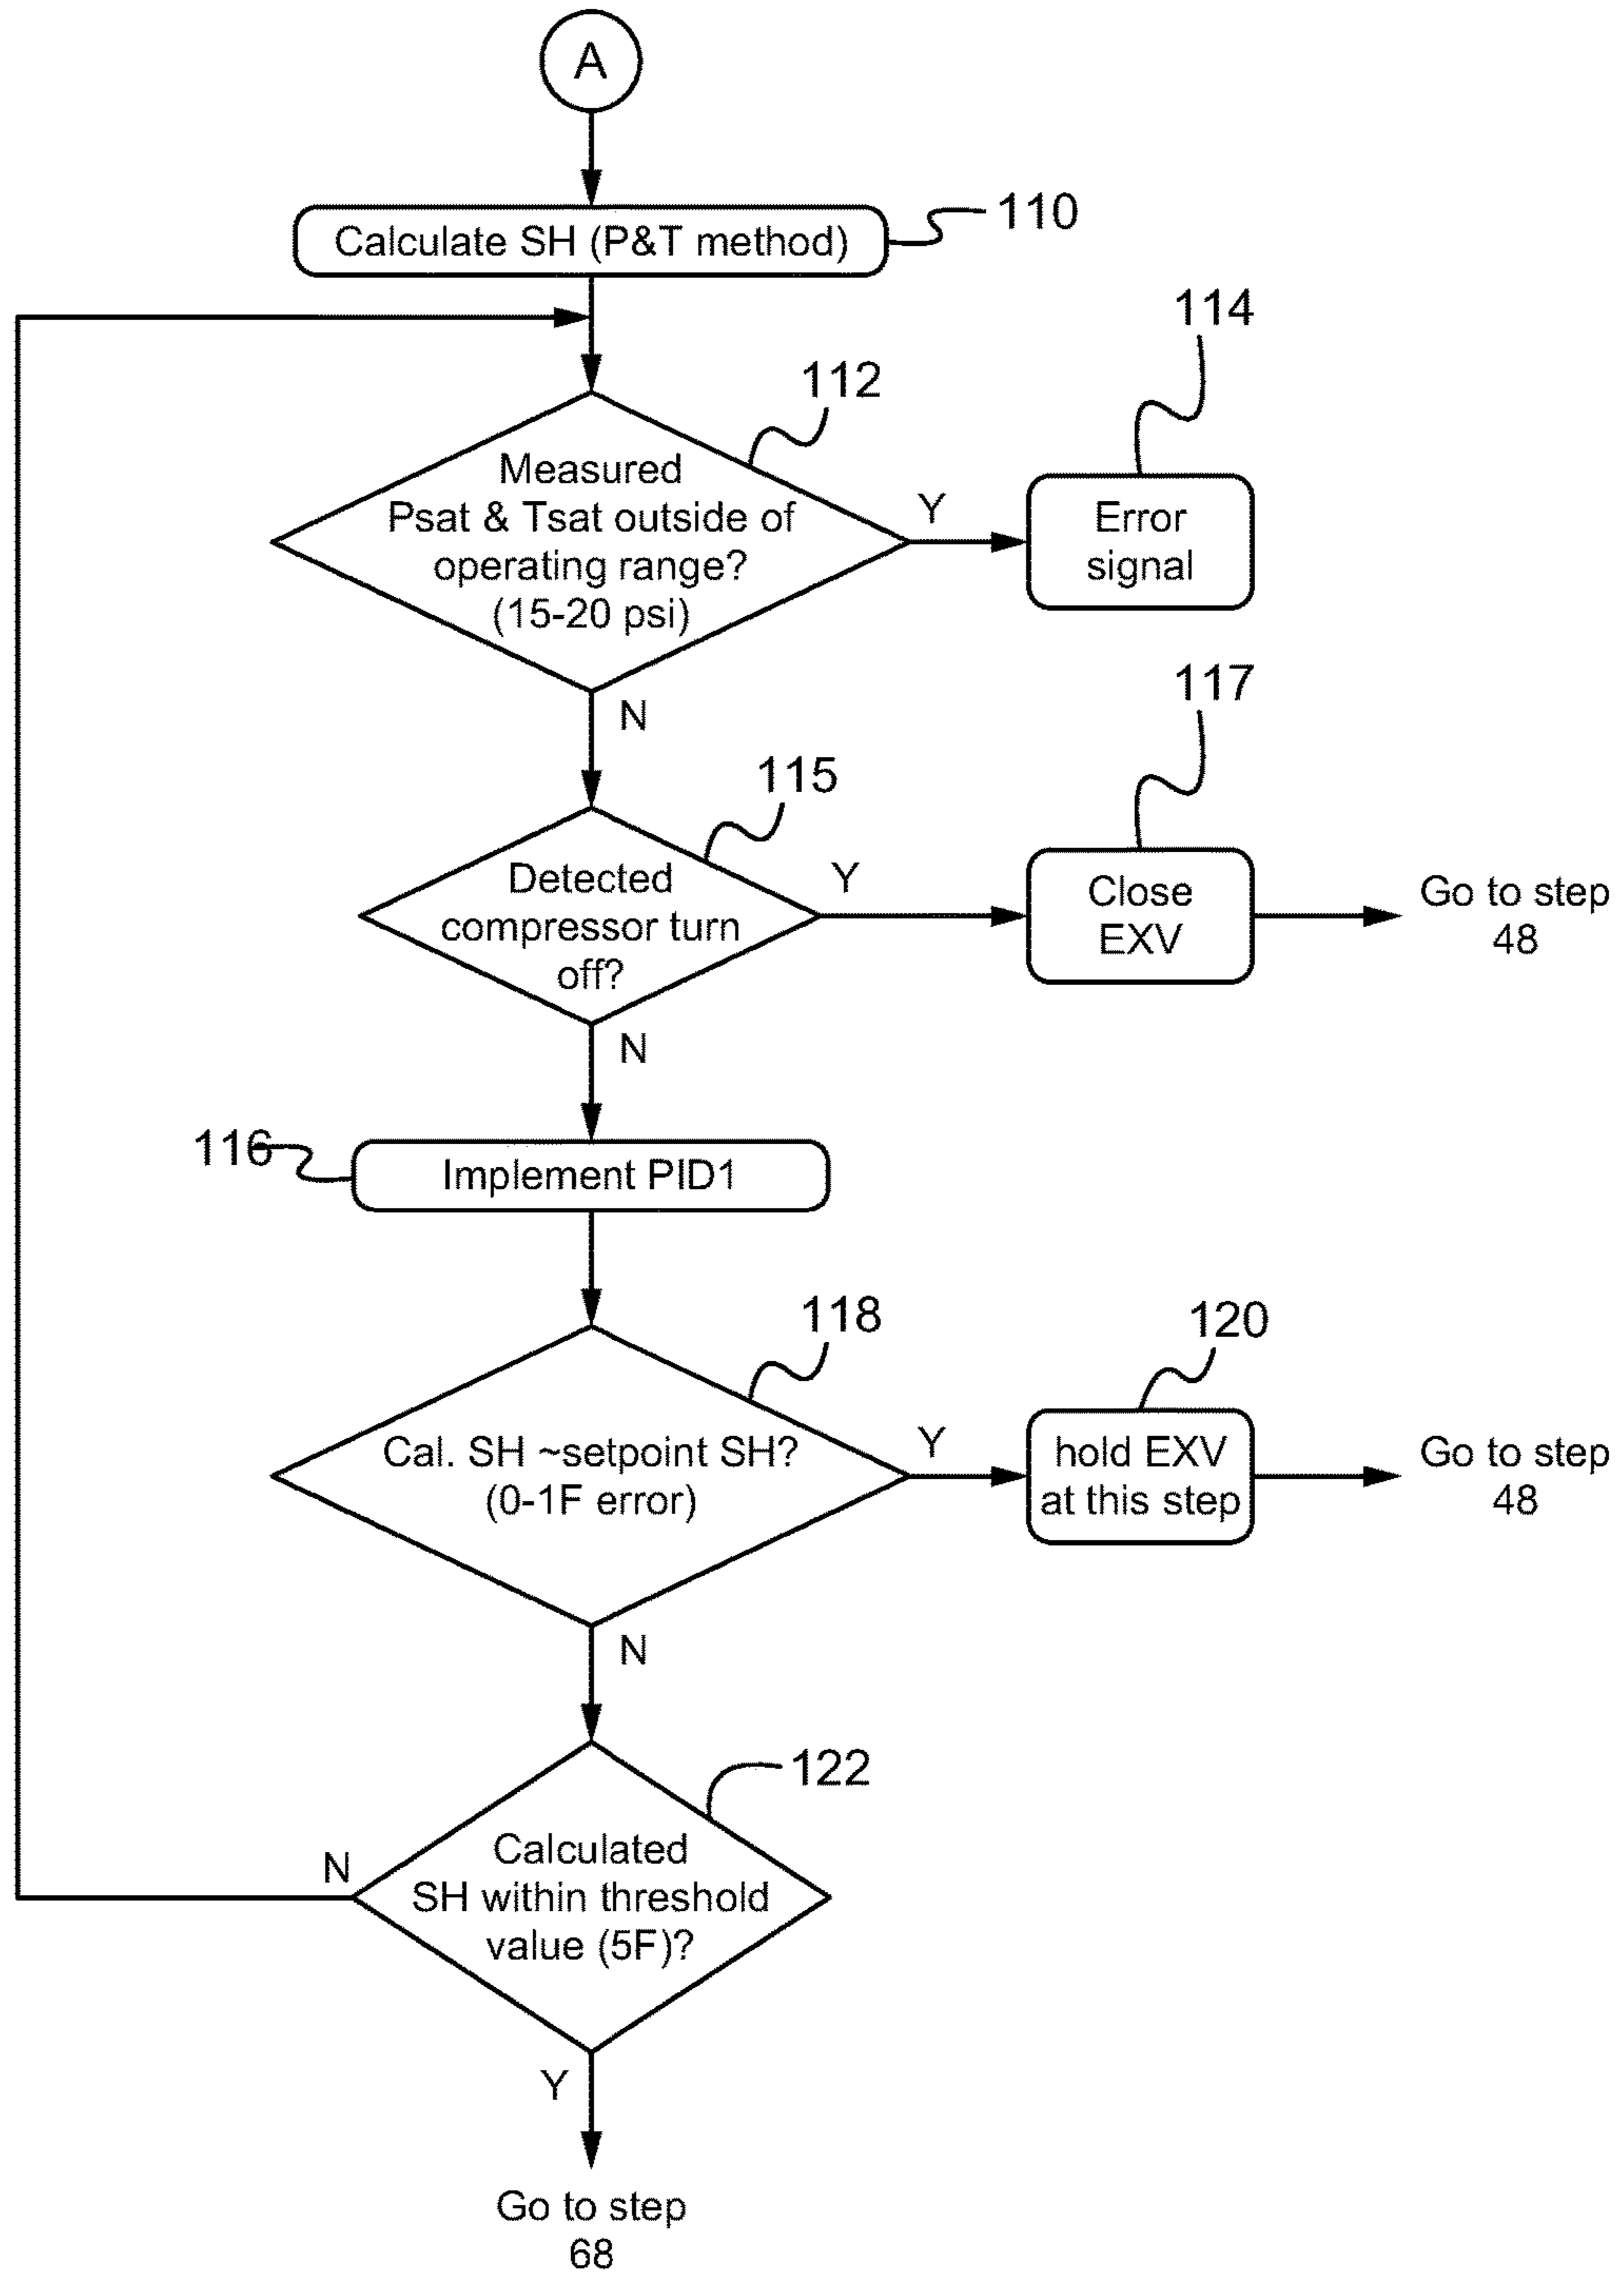 A
Calculate SH (P&T method)
110
114
112
Measured
Psat & Tsat outside of
operating range?
(15-20 psi)
Y
Error
signal
N
117
115
Detected
compressor turn
off?
Y
Close
EXV
Go to step
48
N
116
Implement PID1
118
120
Cal. SH ~setpoint SH?
(0-1F error)
Y
hold EXV
at this step
Go to step
48
N
122
N
Calculated
SH within threshold
value (5F)?
Y
Go to step
68